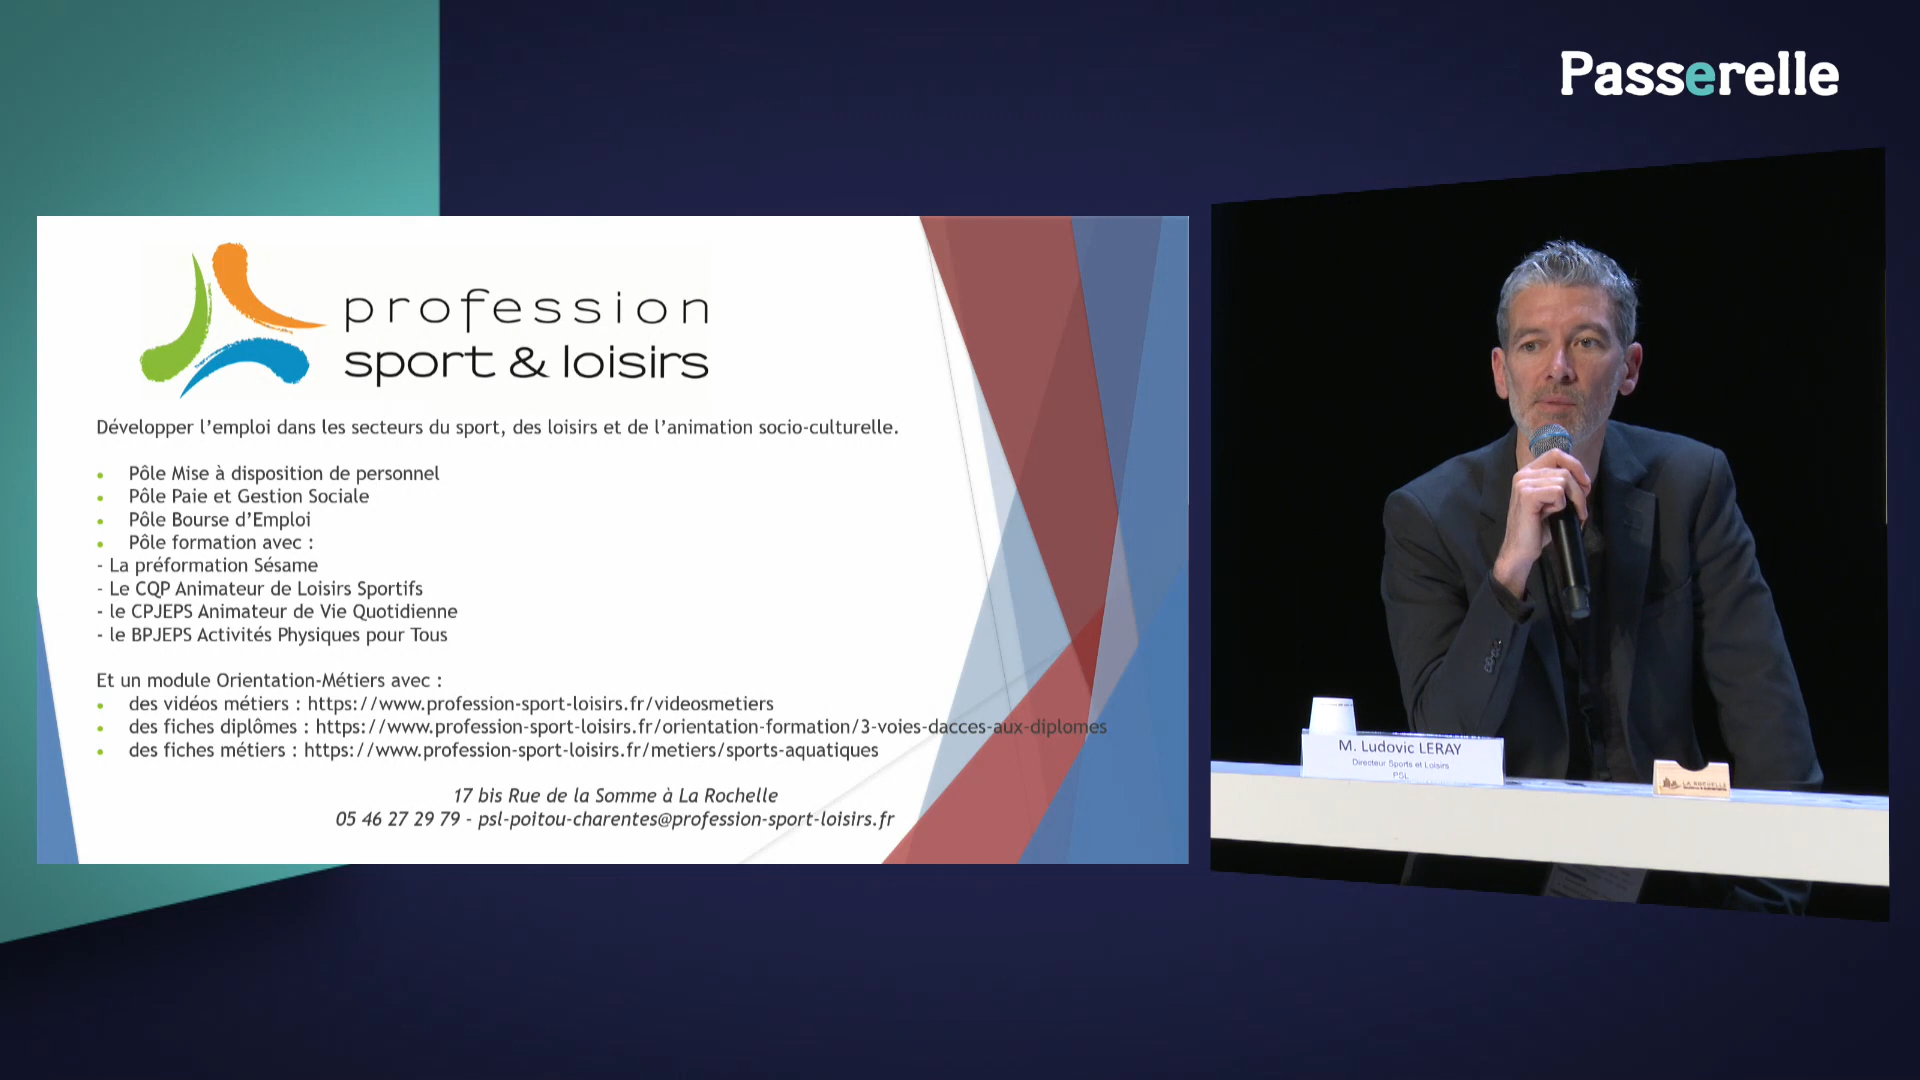 Passerelle
profession
sport & loisirs
Développer l'emploi dans les secteurs du sport, des loisirs et de l'animation socio-culturelle.
• Pôle Mise à disposition de personnel
• Pôle Paie et Gestion Sociale
• Pôle Bourse d'Emploi
• Pôle formation avec :
- La préformation Sésame
- Le CQP Animateur de Loisirs Sportifs
- le CPJEPS Animateur de Vie Quotidienne
- le BPJEPS Activités Physiques pour Tous
Et un module Orientation-Métiers avec :
• des vidéos métiers : https://www.profession-sport-loisirs.fr/videosmetiers
• des fiches diplômes : https://www.profession-sport-loisirs.fr/orientation-formation/3-voies-dacces-aux-diplomes
• des fiches métiers : https://www.profession-sport-loisirs.fr/metiers/sports-aquatiques
17 bis Rue de la Somme à La Rochelle
05 46 27 29 79 - psl-poitou-charentes@profession-sport-loisirs.fr
M. Ludovic LERAY
Directeur Sports et Loisirs
PSL
LA ROCHELLE